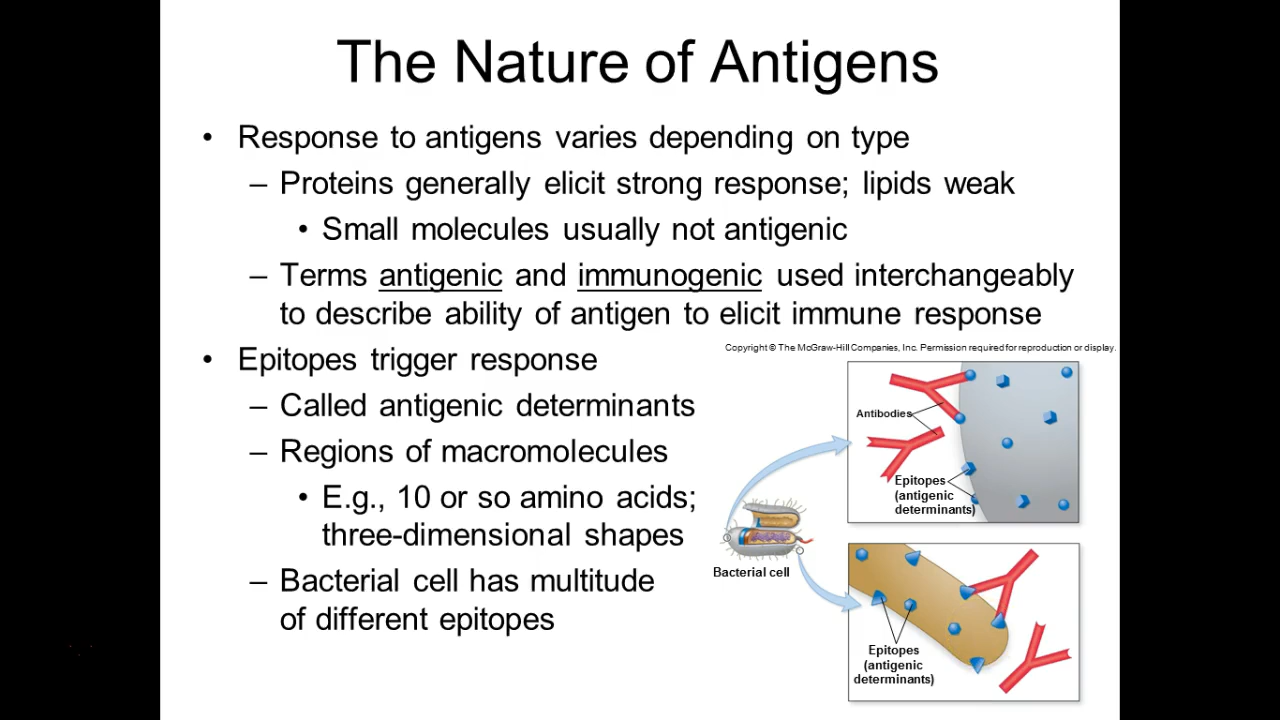 The Nature of Antigens
• Response to antigens varies depending on type
– Proteins generally elicit strong response; lipids weak
• Small molecules usually not antigenic
– Terms antigenic and immunogenic used interchangeably
to describe ability of antigen to elicit immune response
• Epitopes trigger response
– Called antigenic determinants
– Regions of macromolecules
• E.g., 10 or so amino acids;
three-dimensional shapes
– Bacterial cell has multitude
of different epitopes
Copyright © The McGraw-Hill Companies, Inc. Permission required for reproduction or display.
Antibodies
Epitopes
(antigenic
determinants)
Bacterial cell
Epitopes
(antigenic
determinants)